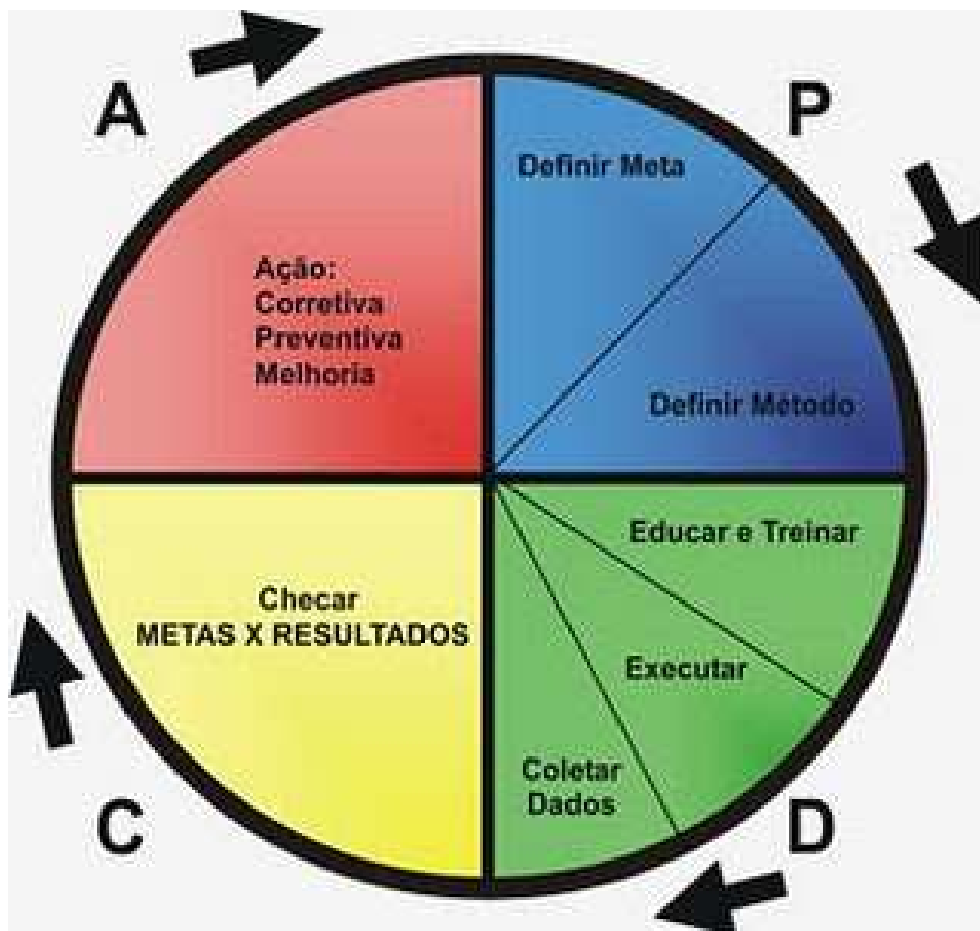 A
P
Definir Meta
Ação:
Corretiva
Preventiva
Melhoria
Definir Método
Educar e Treinar
Checar
METAS X RESULTADOS
Executar
Coletar
Dados
C
D